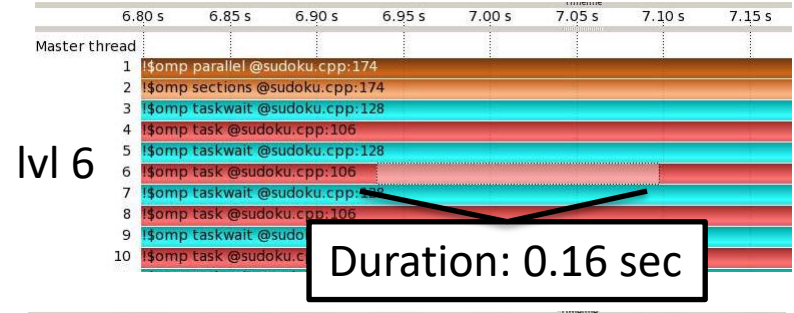 6.80 s 6.85 s 6.90 s 6.95 s 7.00 s 7.05 s 7.10 s 7.15 s
Master thread
1 !$omp parallel @sudoku.cpp:174
2 !$omp sections @sudoku.cpp:174
3 !$omp taskwait @sudoku.cpp:128
4 !$omp task @sudoku.cpp:106
5 !$omp taskwait @sudoku.cpp:128
lvl 6
6 !$omp task @sudoku.cpp:106
7 !$omp taskwait @sudoku.cpp:128
8 !$omp task @sudoku.cpp:106
9 !$omp taskwait @sudo
10 !$omp task @sudoku.c
Duration: 0.16 sec